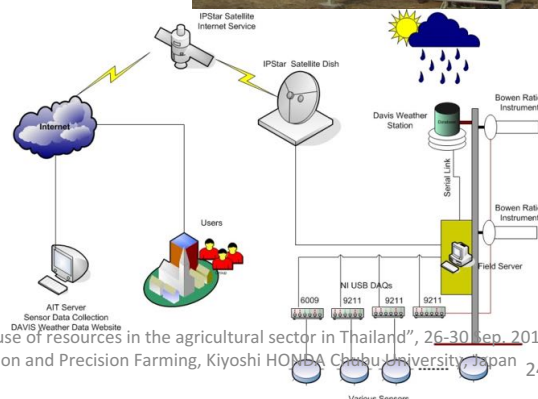 IPStar Satellite
Internet Service
IPStar Satellite Dish
Internet
Davis Weather
Station
Bowen Ratio
Instrument
Serial Link
Bowen Ratio
Instrument
Users
Field Server
NI USB DAQs
6009 9211 9211 9211
AIT Server
Sensor Data Collection
DAVIS Weather Data Website
use of resources in the agricultural sector in Thailand", 26-30 Sep. 201
on and Precision Farming, Kiyoshi HONDA Chubu University, Japan 24
Various Sensors